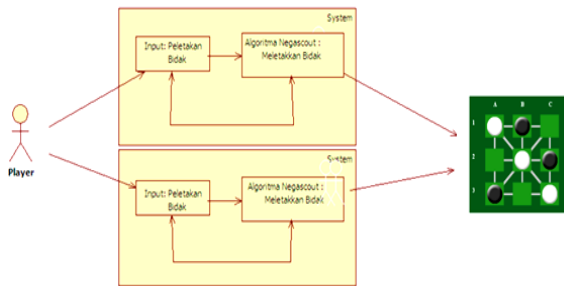 System
Input: Peletakan
Bidak
Algoritma Negascout :
Meletakkan Bidak
Player
System
Input: Peletakan
Bidak
Algoritma Negascout :
Meletakkan Bidak
A B C
1
2
3